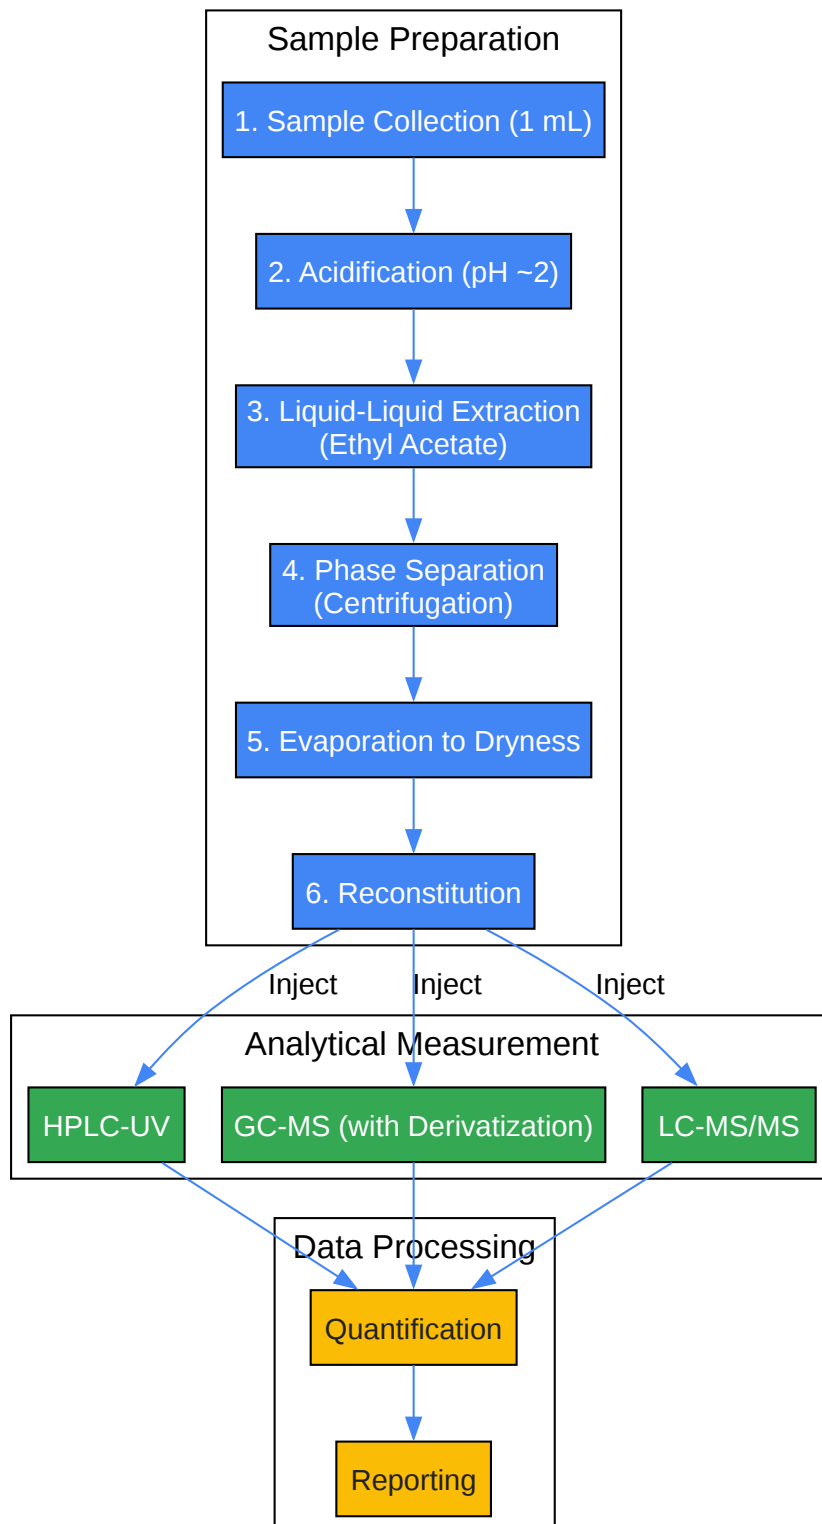 Sample Preparation
1. Sample Collection (1 mL)
2. Acidification (pH ~2)
3. Liquid-Liquid Extraction
(Ethyl Acetate)
4. Phase Separation
(Centrifugation)
5. Evaporation to Dryness
6. Reconstitution
Inject Inject Inject
Analytical Measurement
HPLC-UV GC-MS (with Derivatization) LC-MS/MS
Data Processing
Quantification
Reporting